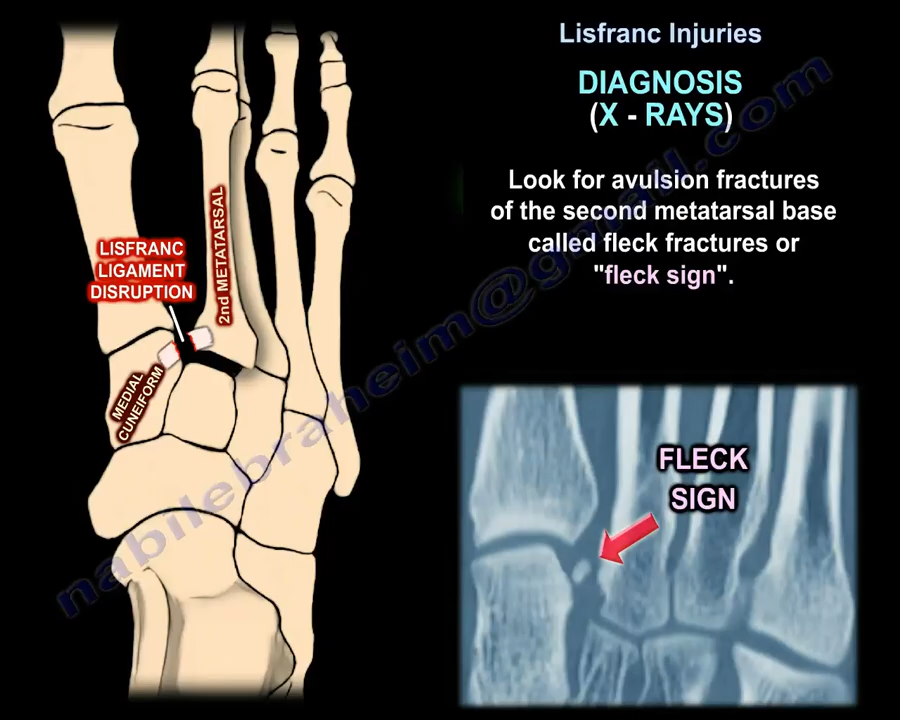 Lisfranc Injuries
DIAGNOSIS
(X - RAYS)
Look for avulsion fractures
of the second metatarsal base
called fleck fractures or
"fleck sign".
LISFRANC
LIGAMENT
DISRUPTION
2nd METATARSAL
MEDIAL
CUNEIFORM
FLECK
SIGN
nabilebraheim@gmail.com